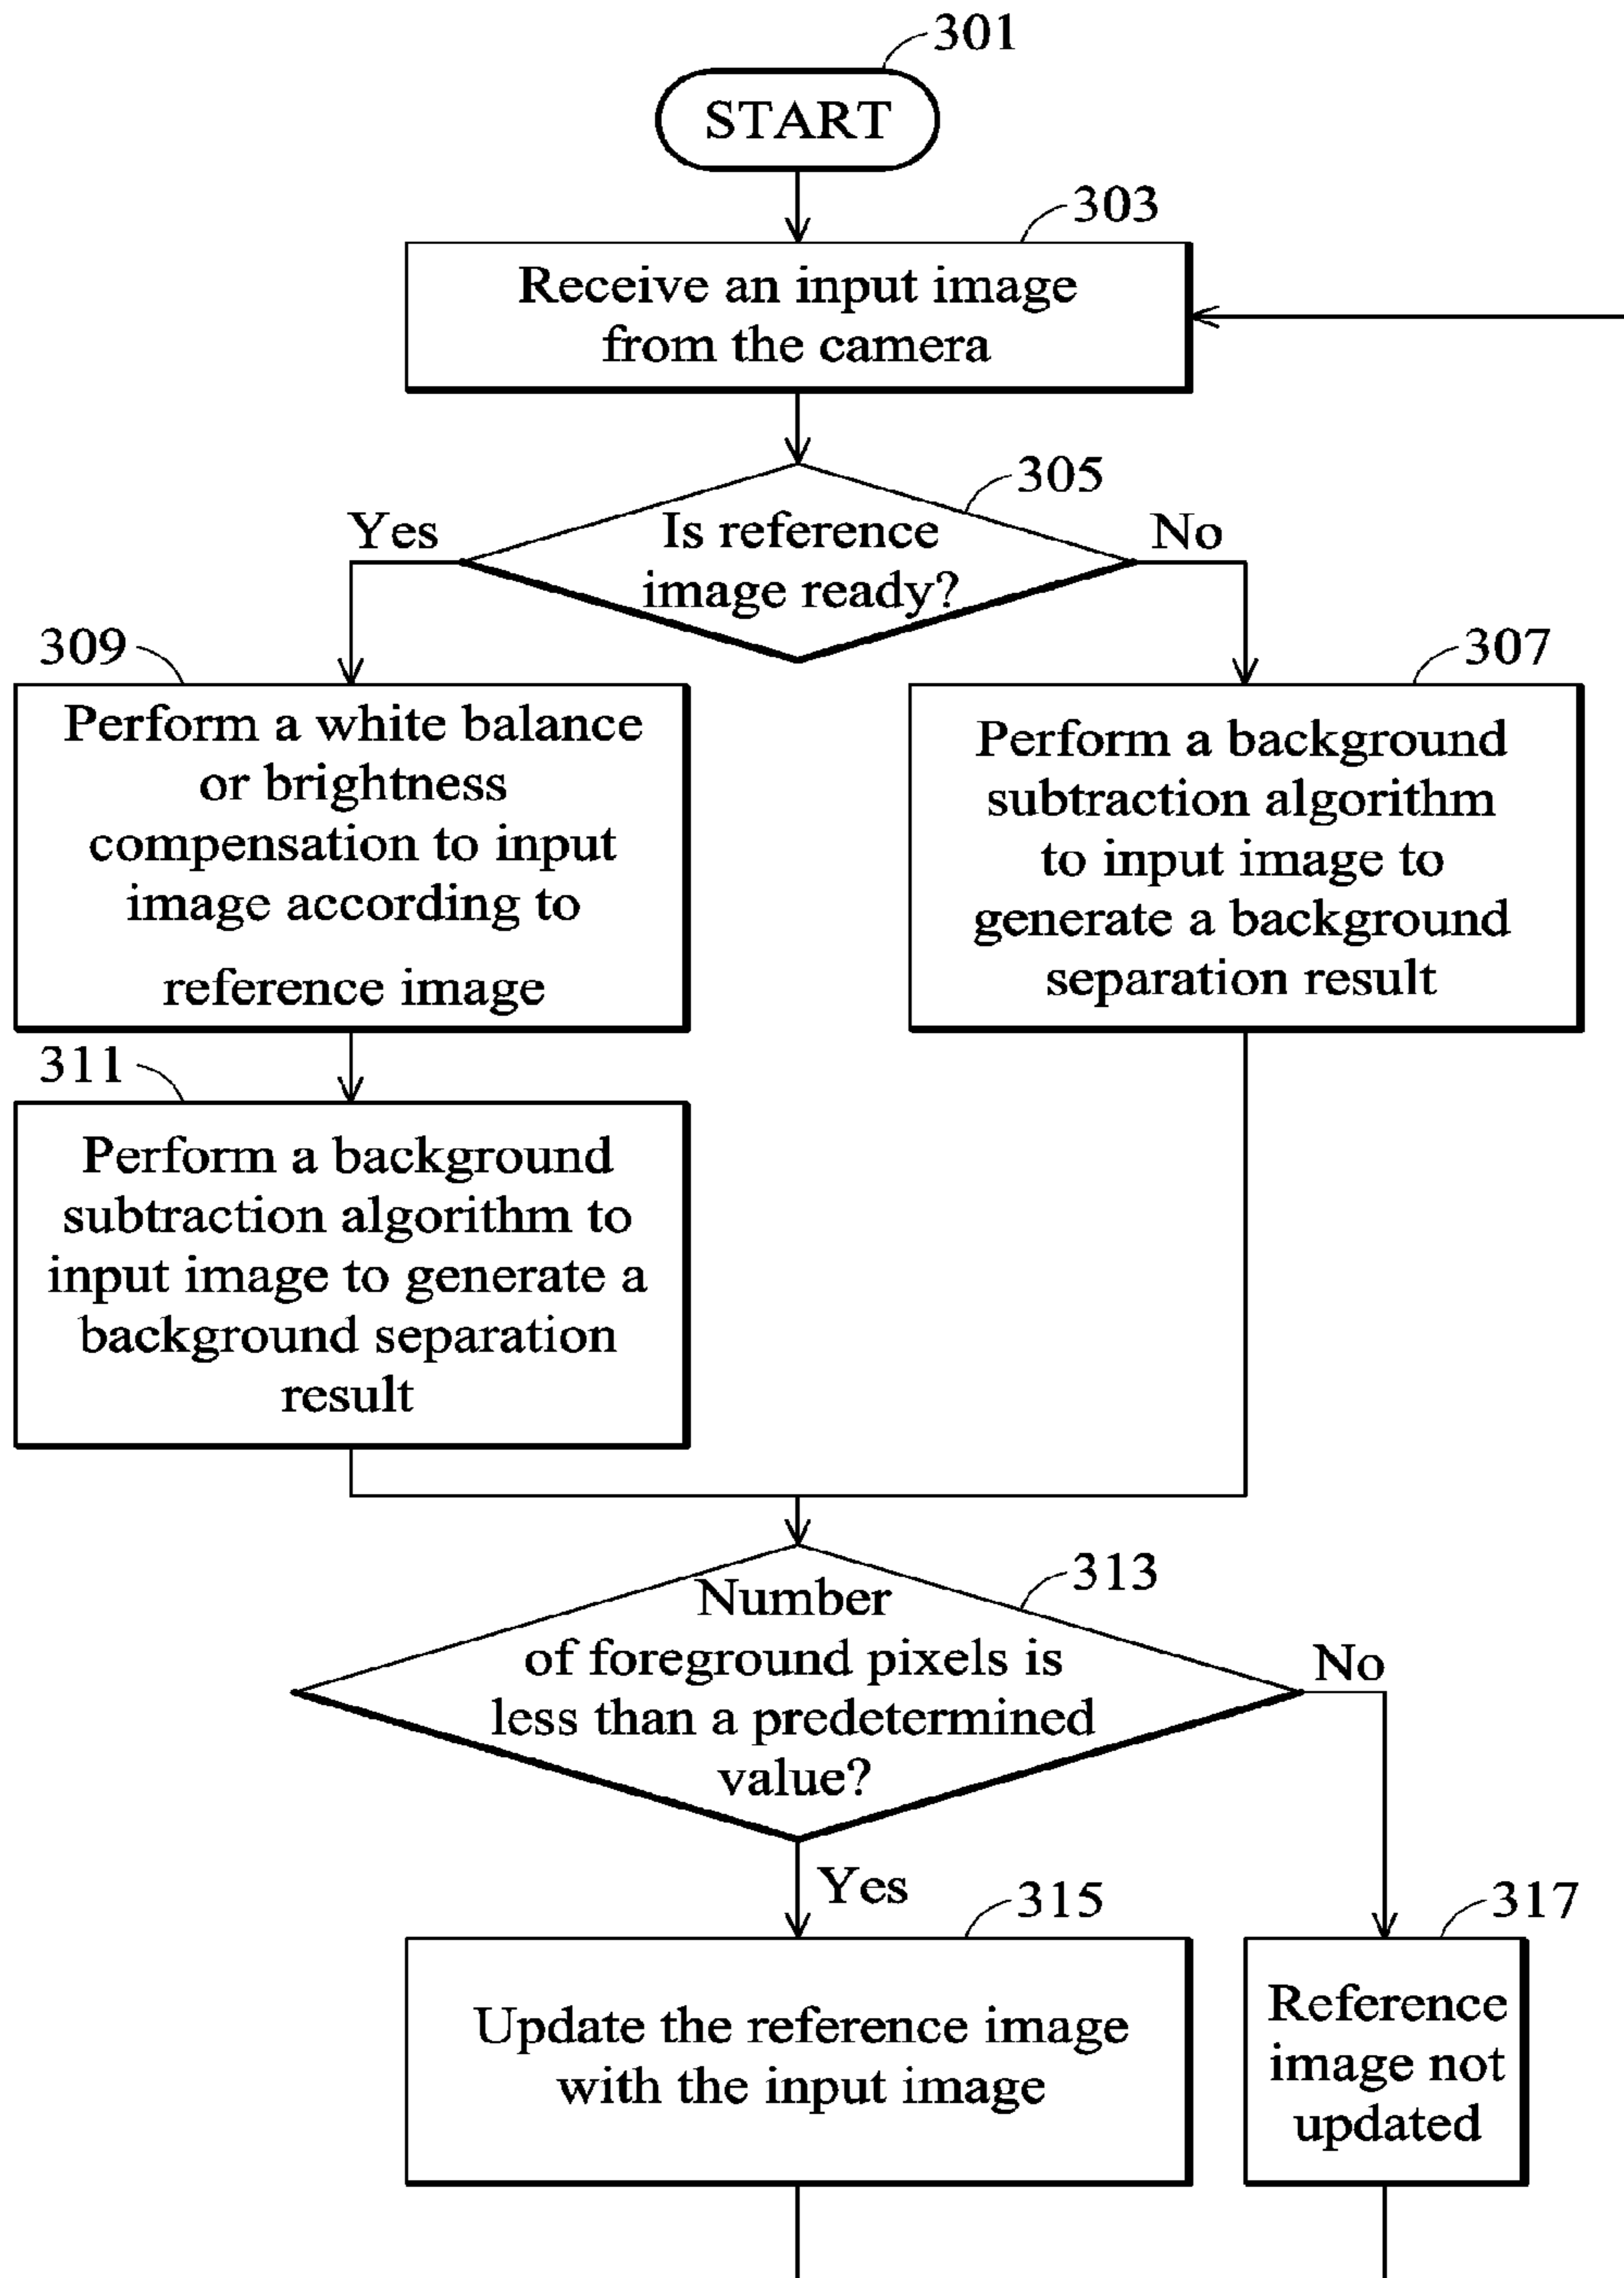 301
START
303
Receive an input image
from the camera
305
Yes
Is reference
image ready?
No
309
Perform a white balance
or brightness
compensation to input
image according to
reference image
307
Perform a background
subtraction algorithm
to input image to
generate a background
separation result
311
Perform a background
subtraction algorithm to
input image to generate a
background separation
result
313
Number
of foreground pixels is
less than a predetermined
value?
No
Yes
315
Update the reference image
with the input image
317
Reference
image not
updated